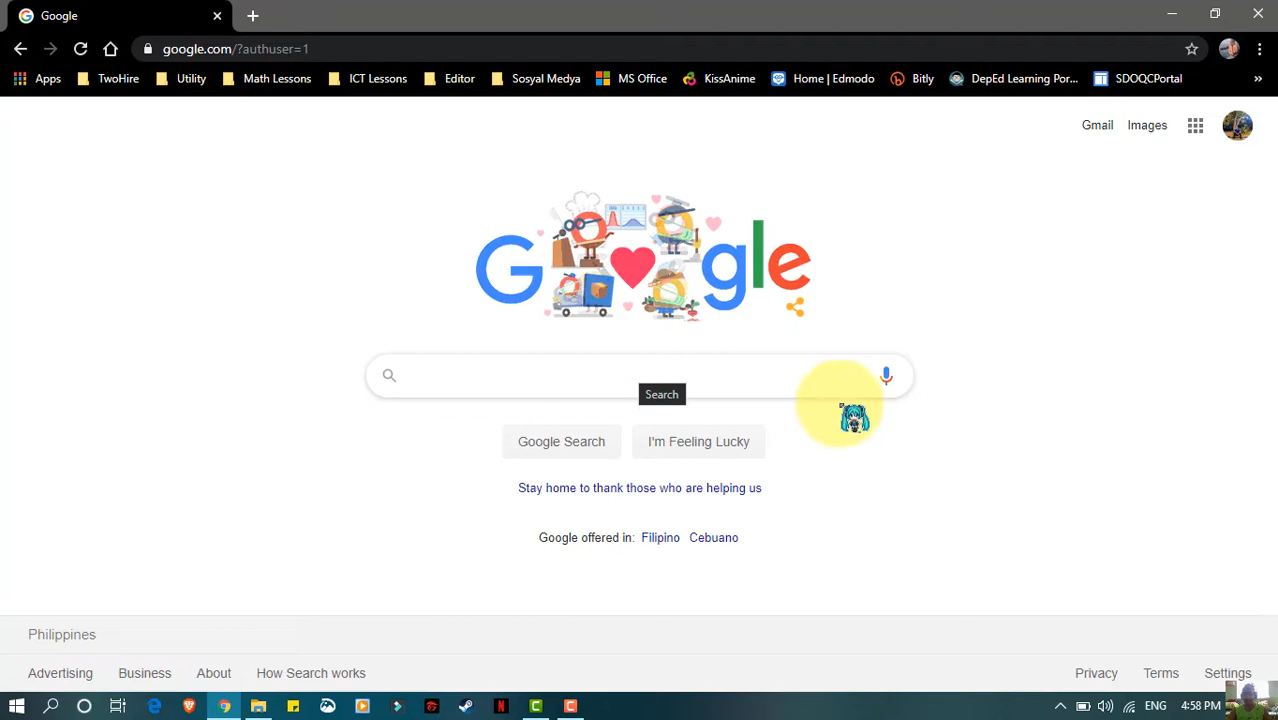 Google
google.com/?authuser=1
Apps TwoHire Utility Math Lessons ICT Lessons Editor Sosyal Medya MS Office KissAnime Home | Edmodo Bitly DepEd Learning Por... SDOQCPortal »
Gmail Images
Google
Search
Google Search I'm Feeling Lucky
Stay home to thank those who are helping us
Google offered in: Filipino Cebuano
Philippines
Advertising Business About How Search works Privacy Terms Settings
ENG 4:58 PM